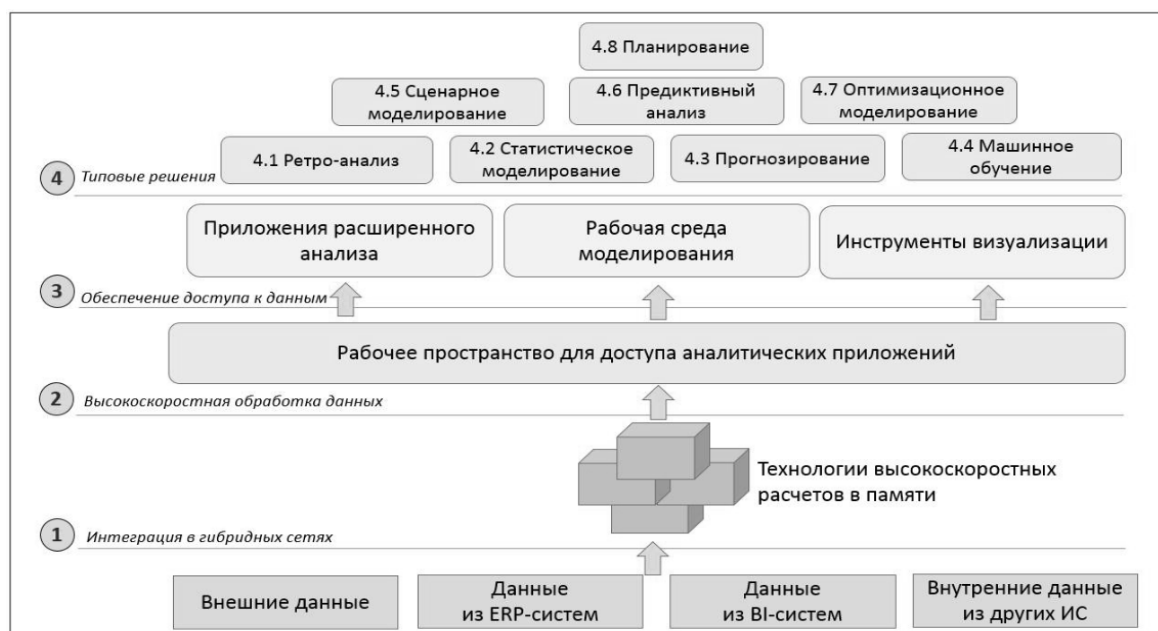 4.8 Планирование
4.5 Сценарное
моделирование
4.6 Предиктивный
анализ
4.7 Оптимизационное
моделирование
4.1 Ретро-анализ
4.2 Статистическое
моделирование
4.3 Прогнозирование
4.4 Машинное
обучение
4 Типовые решения
Приложения расширенного
анализа
Рабочая среда
моделирования
Инструменты визуализации
3 Обеспечение доступа к данным
Рабочее пространство для доступа аналитических приложений
2 Высокоскоростная обработка данных
Технологии высокоскоростных
расчетов в памяти
1 Интеграция в гибридных сетях
Внешние данные
Данные
из ERP-систем
Данные
из BI-систем
Внутренние данные
из других ИС